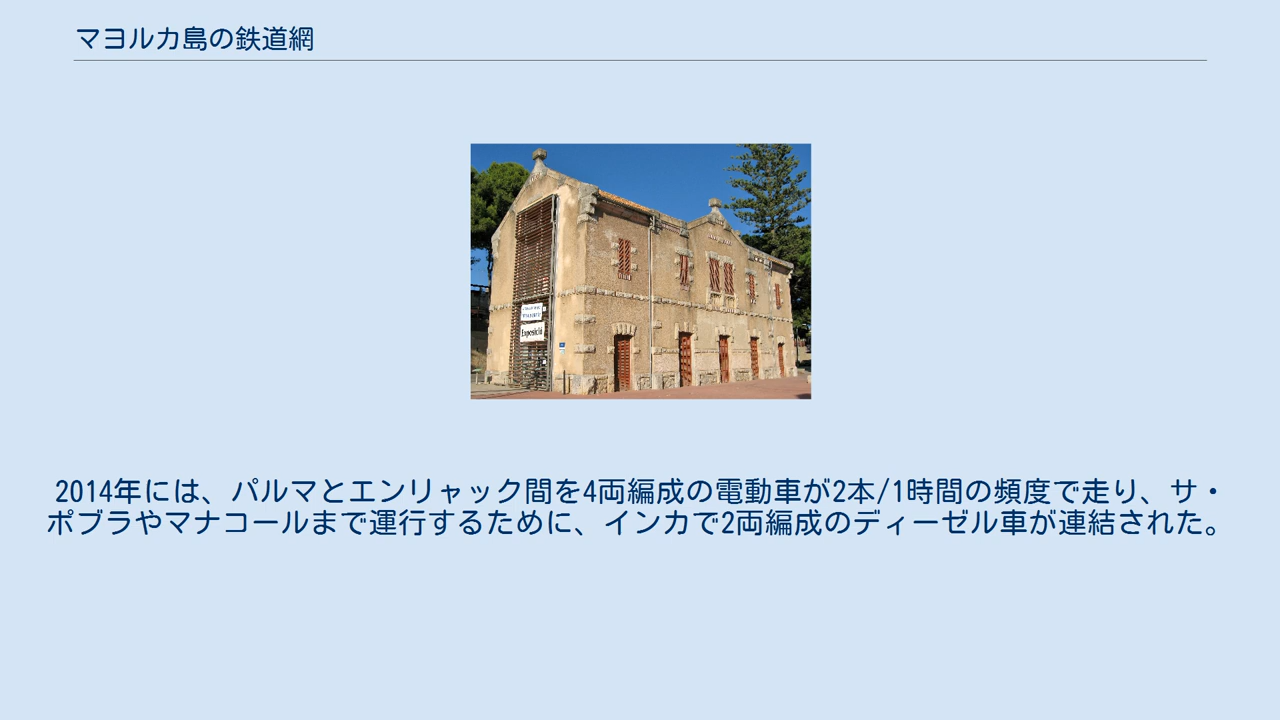 マヨルカ島の鉄道網
Exposició
2014年には、パルマとエンリャック間を4両編成の電動車が2本/1時間の頻度で走り、サ・
ポブラやマナコールまで運行するために、インカで2両編成のディーゼル車が連結された。